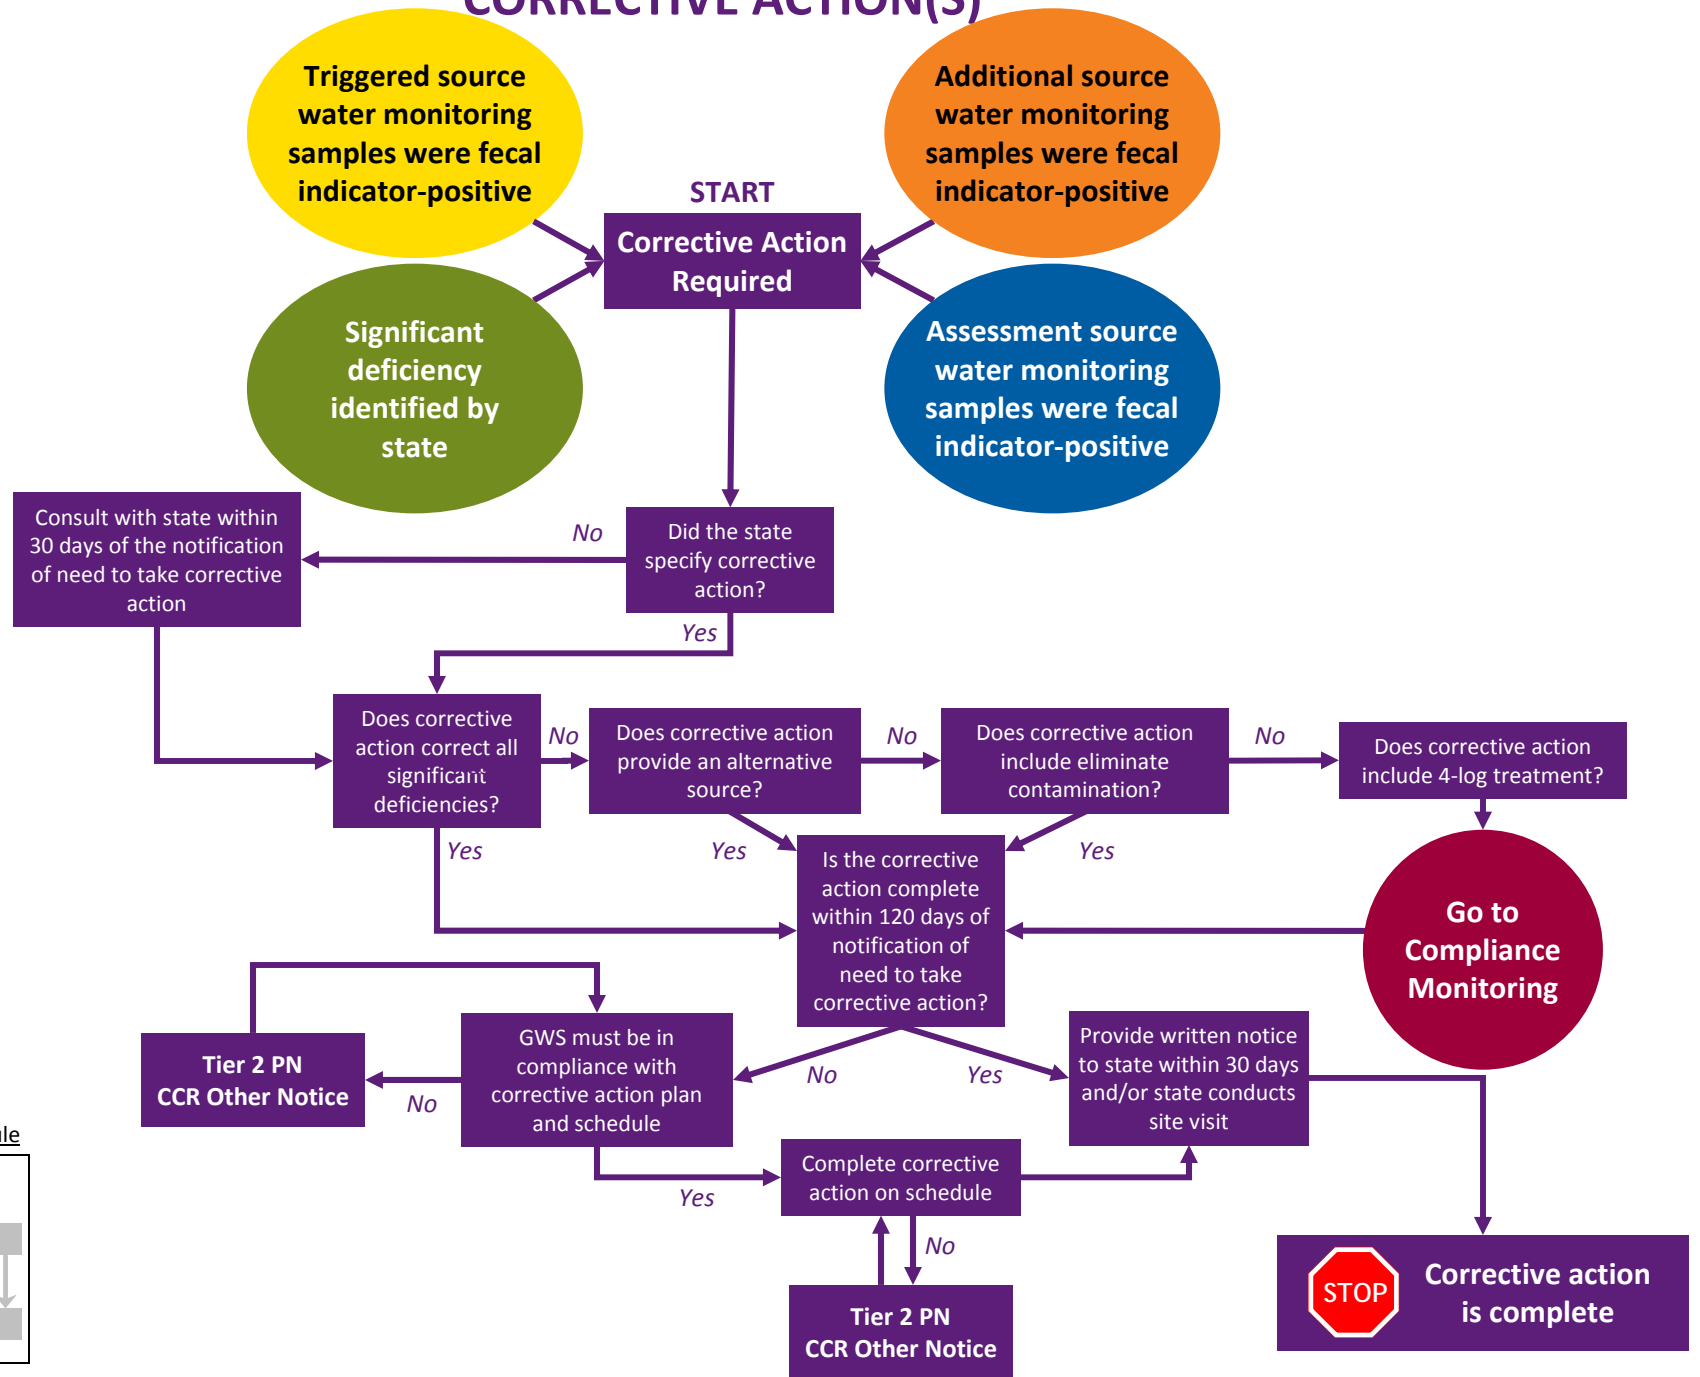 CORRECTIVE ACTION(S)
Triggered source
water monitoring
samples were fecal
indicator-positive
Additional source
water monitoring
samples were fecal
indicator-positive
START
Corrective Action
Required
Significant
deficiency
identified by
state
Assessment source
water monitoring
samples were fecal
indicator-positive
Consult with state within
30 days of the notification
of need to take corrective
action
No
Did the state
specify corrective
action?
Yes
Does corrective
action correct all
significant
deficiencies?
No
Does corrective action
provide an alternative
source?
No
Does corrective action
include eliminate
contamination?
No
Does corrective action
include 4-log treatment?
Yes
Yes
Yes
Is the corrective
action complete
within 120 days of
notification of
need to take
corrective action?
Go to
Compliance
Monitoring
Tier 2 PN
CCR Other Notice
No
GWS must be in
compliance with
corrective action plan
and schedule
No
Yes
Provide written notice
to state within 30 days
and/or state conducts
site visit
Yes
Complete corrective
action on schedule
No
Tier 2 PN
CCR Other Notice
STOP
Corrective action
is complete